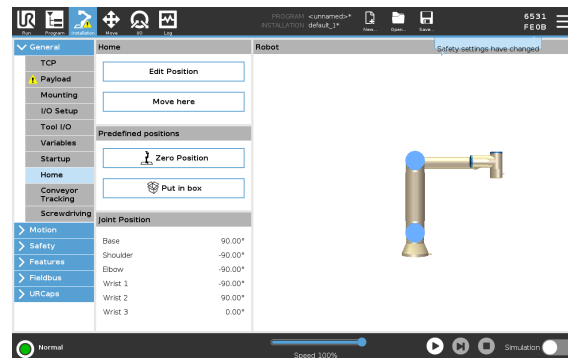 PROGRAM <unnamed>*
INSTALLATION default_1*
6531
FE0B
Run Program Installation Move I/O Log New... Open... Save...
General
TCP
Payload
Mounting
I/O Setup
Tool I/O
Variables
Startup
Home
Conveyor
Tracking
Screwdriving
Motion
Safety
Features
Fieldbus
URCaps
Home
Edit Position
Move here
Predefined positions
Zero Position
Put in box
Joint Position
Base 90.00°
Shoulder -90.00°
Elbow -90.00°
Wrist 1 -90.00°
Wrist 2 90.00°
Wrist 3 0.00°
Robot
Safety settings have changed
Normal
Speed 100%
Simulation